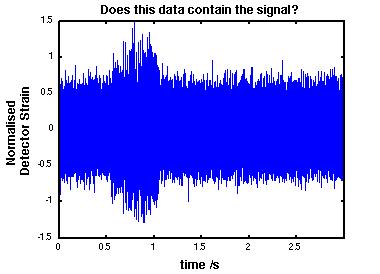 Does this data contain the signal?
Normalised
Detector Strain
1.5
1
0.5
0
-0.5
-1
-1.5
0 0.5 1 1.5 2 2.5
time /s